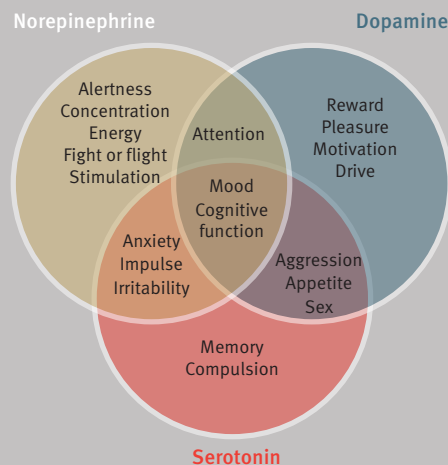 Norepinephrine
Dopamine
Alertness
Concentration
Energy
Fight or flight
Stimulation
Attention
Reward
Pleasure
Motivation
Drive
Mood
Cognitive
function
Anxiety
Impulse
Irritability
Aggression
Appetite
Sex
Memory
Compulsion
Serotonin